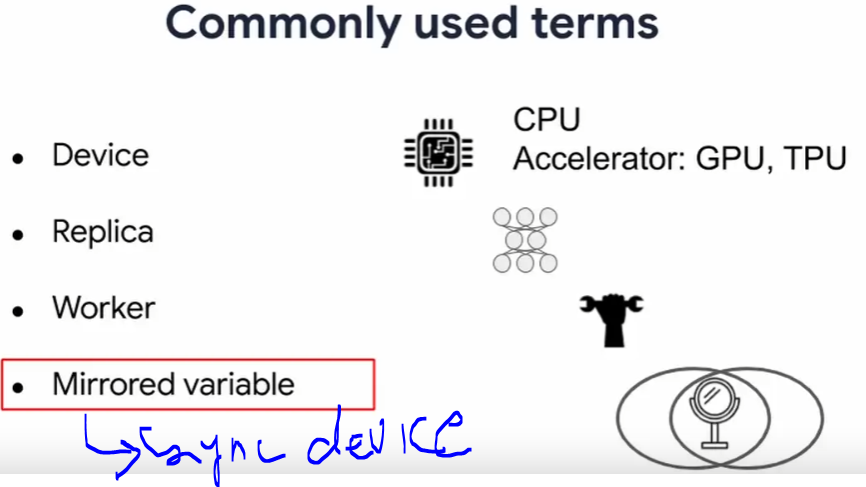 Commonly used terms
Device
CPU
Accelerator: GPU, TPU
Replica
Worker
Mirrored variable
sync device